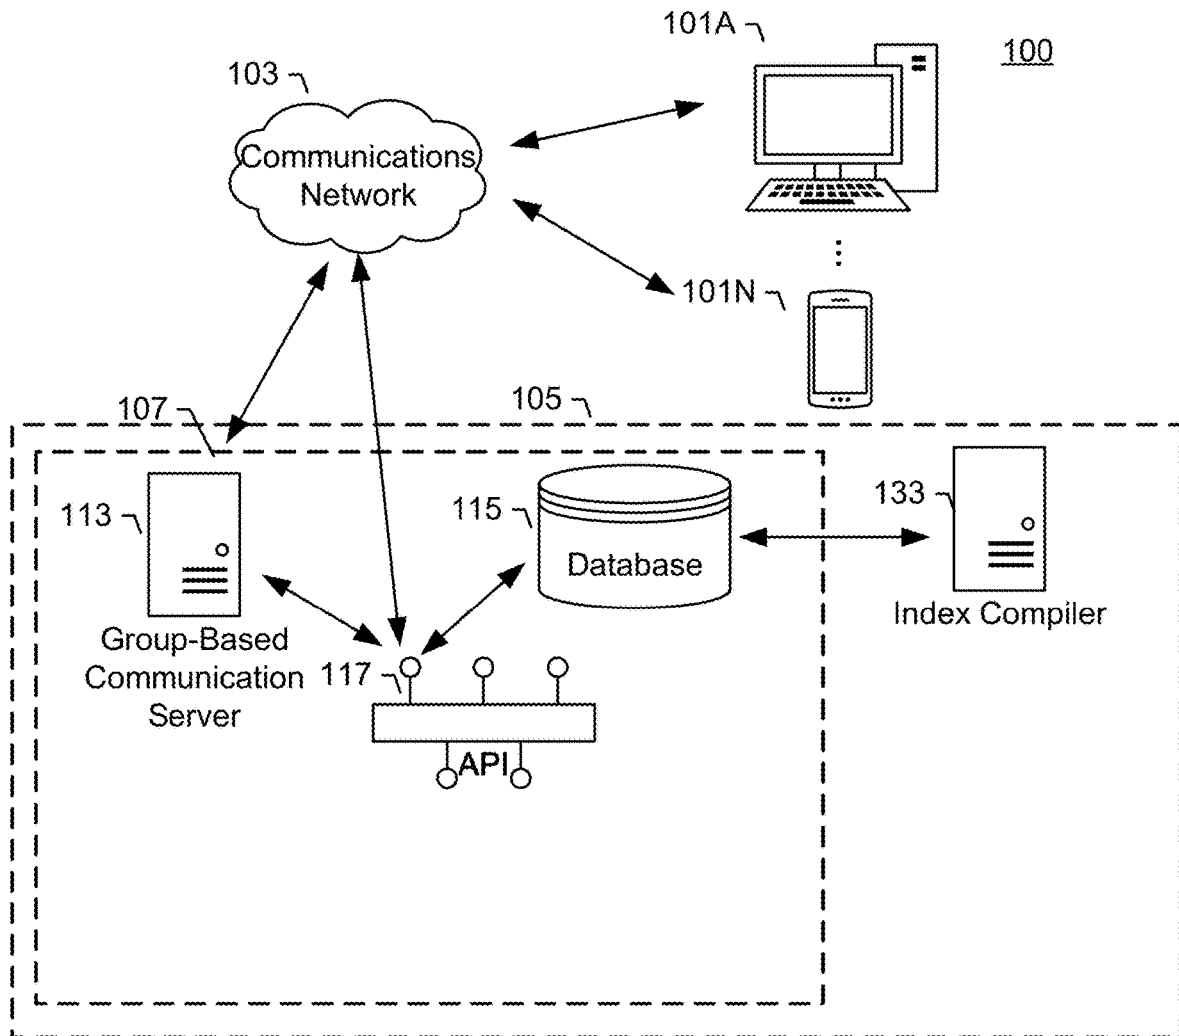 101A
100
103
Communications
Network
101N
107
105
113
115
133
Database
Index Compiler
Group-Based
Communication
Server
117
API